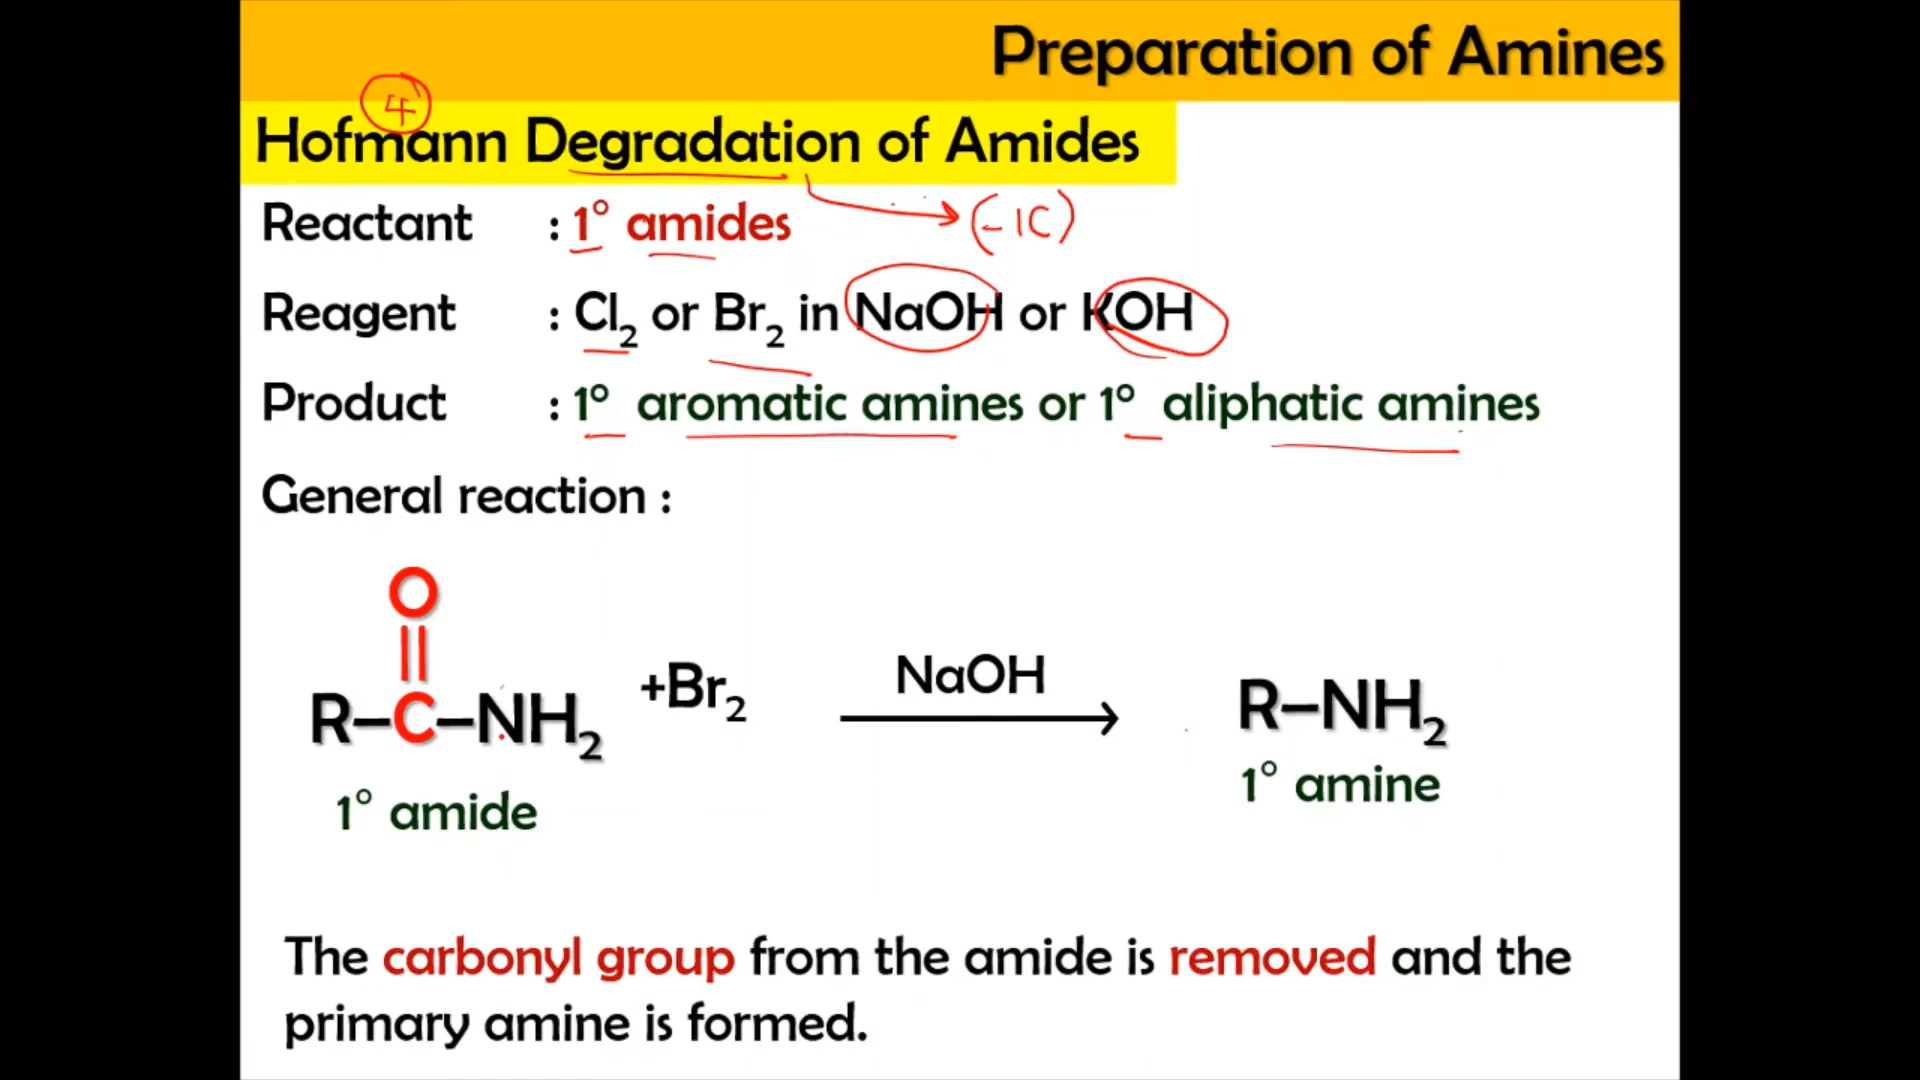 Preparation of Amines
4
Hofmann Degradation of Amides
Reactant : 1° amides
(-1C)
Reagent : Cl₂ or Br₂ in NaOH or KOH
Product : 1° aromatic amines or 1° aliphatic amines
General reaction :
O
R–C–NH₂ +Br₂ NaOH R–NH₂
1° amide 1° amine
The carbonyl group from the amide is removed and the
primary amine is formed.